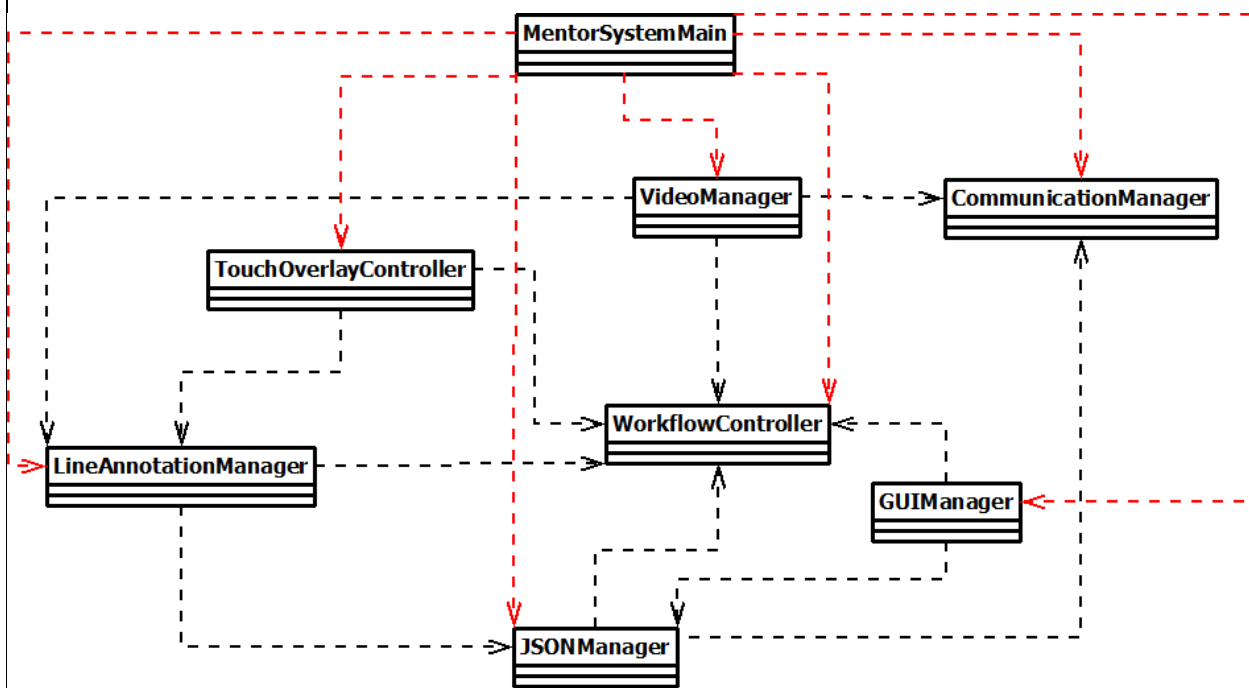 MentorSystemMain
VideoManager
CommunicationManager
TouchOverlayController
WorkflowController
LineAnnotationManager
GUIManager
JSONManager